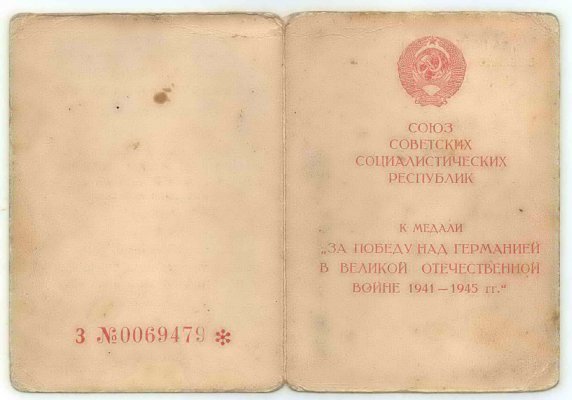 З №0069479 *
СОЮЗ
СОВЕТСКИХ
СОЦИАЛИСТИЧЕСКИХ
РЕСПУБЛИК
К МЕДАЛИ
„ЗА ПОБЕДУ НАД ГЕРМАНИЕЙ
В ВЕЛИКОЙ ОТЕЧЕСТВЕННОЙ
ВОЙНЕ 1941—1945 гг.“